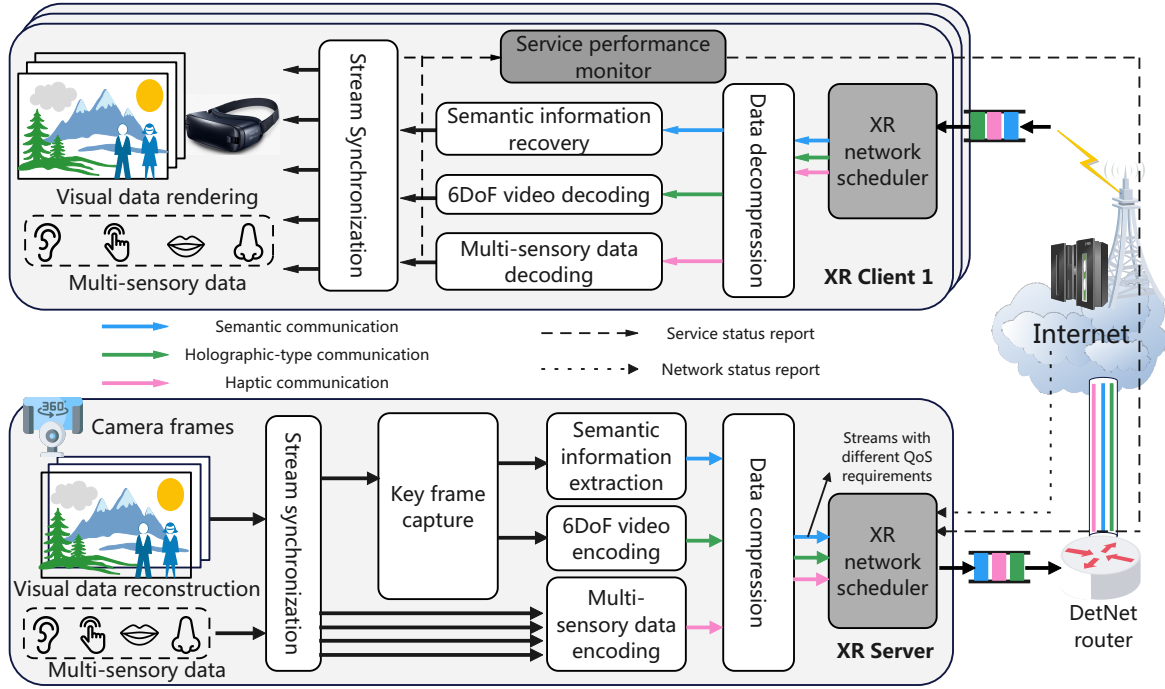 Service performance
monitor
Stream Synchronization
Semantic information
recovery
6DoF video decoding
Multi-sensory data
decoding
Data decompression
XR
network
scheduler
Visual data rendering
Multi-sensory data
XR Client 1
Semantic communication
Holographic-type communication
Haptic communication
Service status report
Network status report
Internet
360°
Camera frames
Visual data reconstruction
Multi-sensory data
Stream synchronization
Key frame
capture
Semantic
information
extraction
6DoF video
encoding
Multi-
sensory data
encoding
Data compression
Streams with
different QoS
requirements
XR
network
scheduler
XR Server
DetNet
router